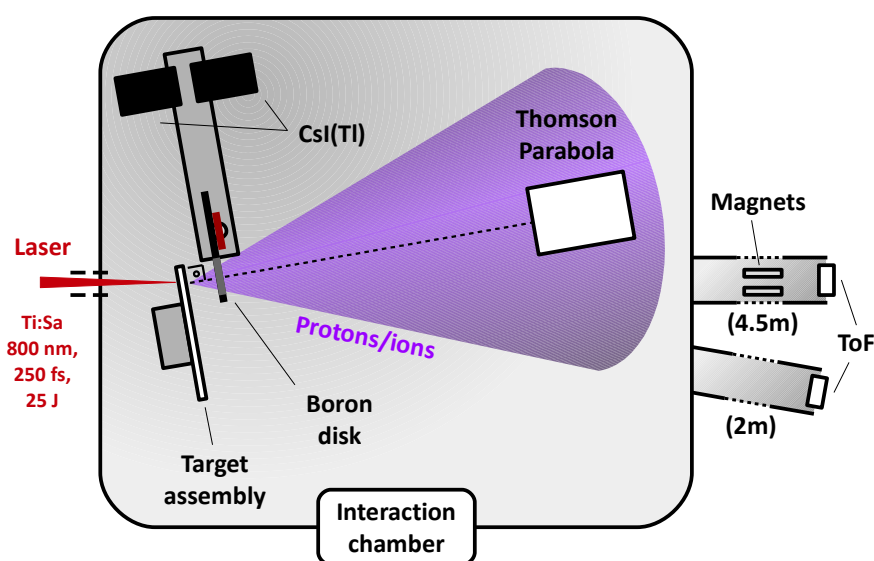 CsI(Tl)
Thomson
Parabola
Magnets
Laser
Ti:Sa
800 nm,
250 fs,
25 J
Protons/ions
(4.5m)
ToF
(2m)
Boron
disk
Target
assembly
Interaction
chamber